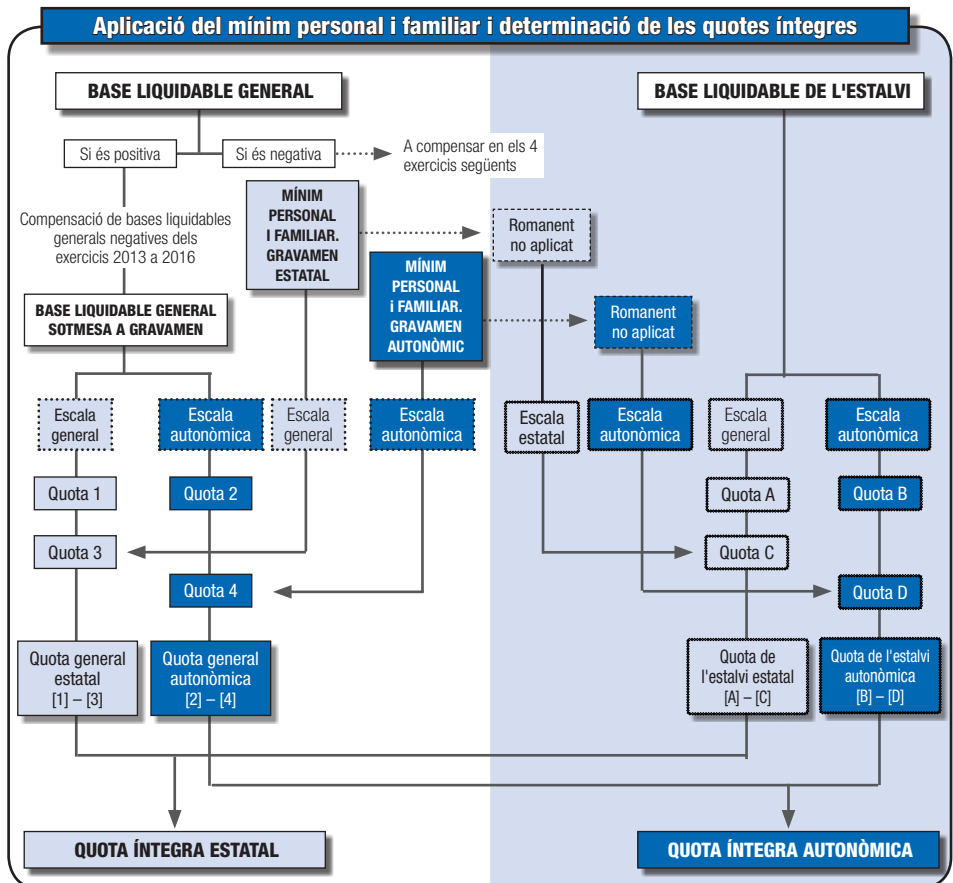 Aplicació del mínim personal i familiar i determinació de les quotes íntegres
BASE LIQUIDABLE GENERAL
BASE LIQUIDABLE DE L'ESTALVI
Si és positiva
Si és negativa
A compensar en els 4
exercicis següents
Compensació de bases liquidables
generals negatives dels
exercicis 2013 a 2016
MÍNIM
PERSONAL
I FAMILIAR.
GRAVAMEN
ESTATAL
Romanent
no aplicat
MÍNIM
PERSONAL
i FAMILIAR.
GRAVAMEN
AUTONÒMIC
Romanent
no aplicat
BASE LIQUIDABLE GENERAL
SOTMESA A GRAVAMEN
Escala
general
Escala
autonòmica
Escala
general
Escala
autonòmica
Escala
estatal
Escala
autonòmica
Escala
general
Escala
autonòmica
Quota 1
Quota 2
Quota A
Quota B
Quota 3
Quota C
Quota 4
Quota D
Quota general
estatal
[1] – [3]
Quota general
autonòmica
[2] – [4]
Quota de
l'estalvi estatal
[A] – [C]
Quota de l'estalvi
autonòmica
[B] – [D]
QUOTA ÍNTEGRA ESTATAL
QUOTA ÍNTEGRA AUTONÒMICA